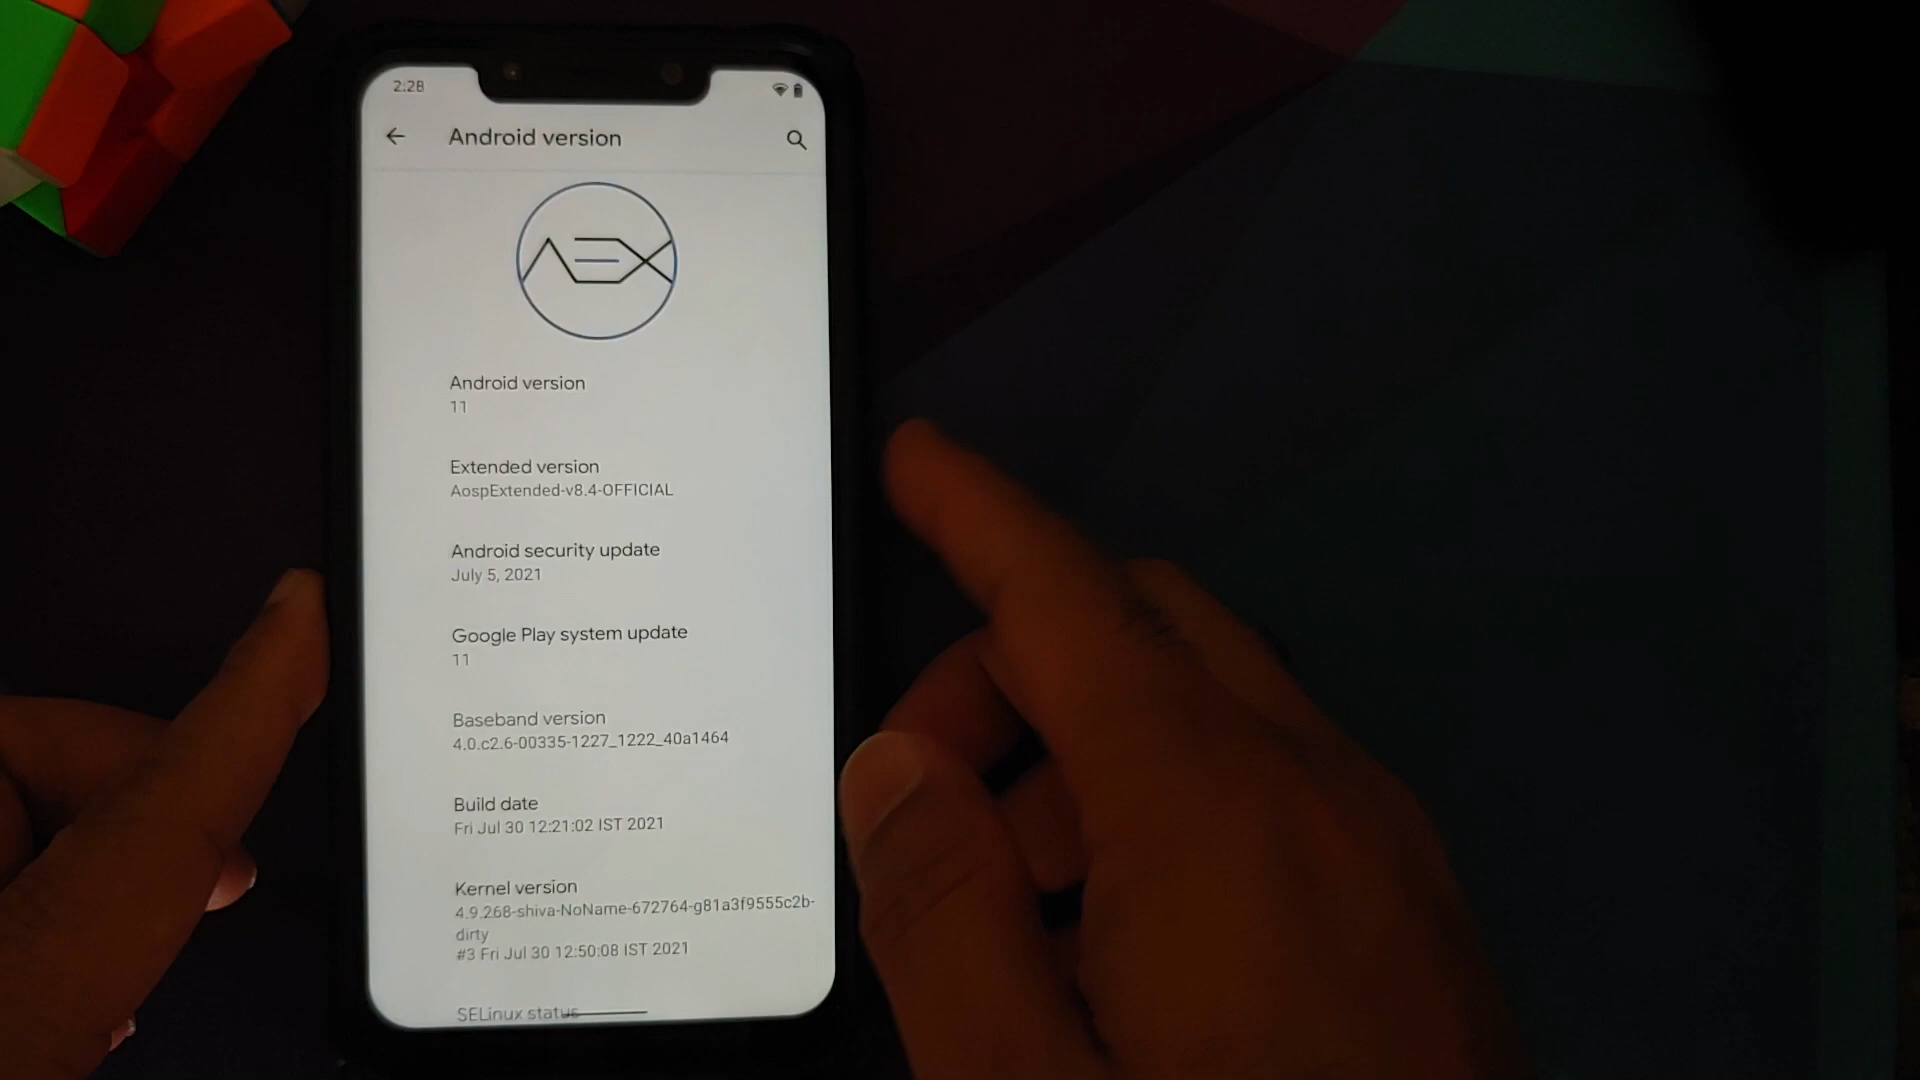 2:28
Android version
AEX
Android version
11
Extended version
AospExtended-v8.4-OFFICIAL
Android security update
July 5, 2021
Google Play system update
11
Baseband version
4.0.c2.6-00335-1227_1222_40a1464
Build date
Fri Jul 30 12:21:02 IST 2021
Kernel version
4.9.268-shiva-NoName-672764-g81a3f9555c2b-
dirty
#3 Fri Jul 30 12:50:08 IST 2021
SELinux status